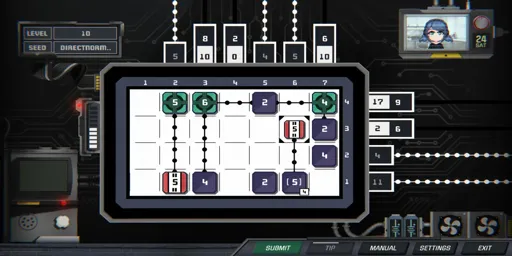 LEVEL 10
SEED DIRECTNORM..
8 2 6
5 10 0 4 5 10
24
SAT
1 2 3 4 5 6 7
5 6 2 4 4 17 9
5 2 3 2 6
4 2 4
5 4 2 [5] 1 11
4
SUBMIT TIP MANUAL SETTINGS EXIT